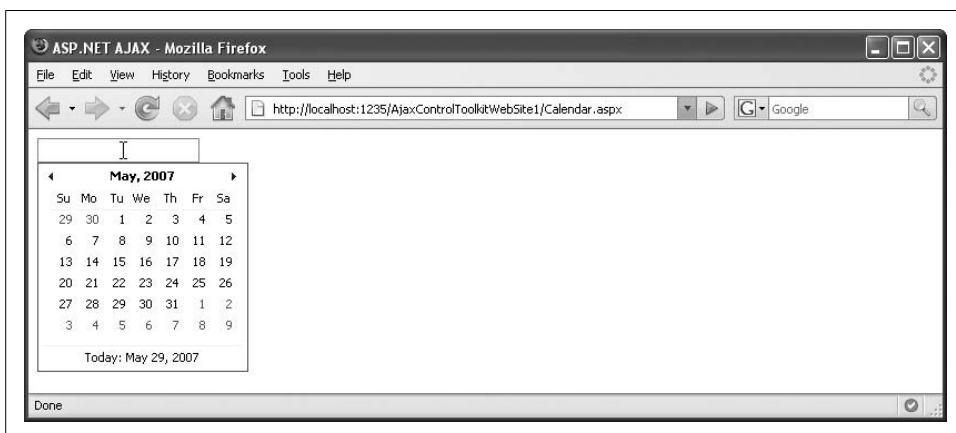 ASP.NET AJAX - Mozilla Firefox
File Edit View History Bookmarks Tools Help
http://localhost:1235/AjaxControlToolkitWebSite1/Calendar.aspx G Google
May, 2007
Su Mo Tu We Th Fr Sa
29 30 1 2 3 4 5
6 7 8 9 10 11 12
13 14 15 16 17 18 19
20 21 22 23 24 25 26
27 28 29 30 31 1 2
3 4 5 6 7 8 9
Today: May 29, 2007
Done